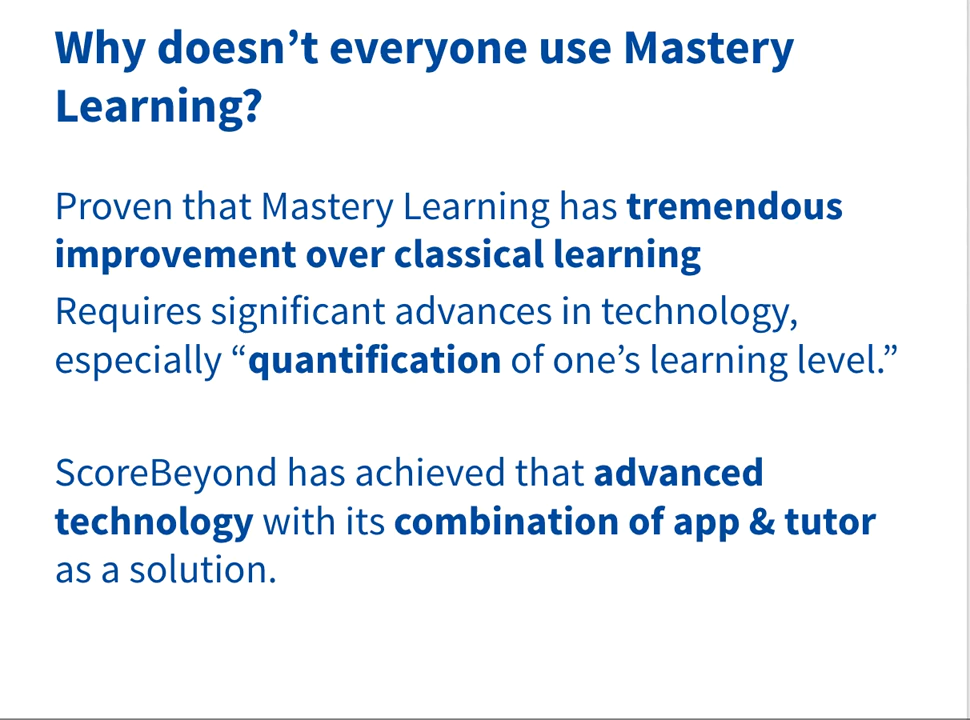 Why doesn’t everyone use Mastery
Learning?
Proven that Mastery Learning has tremendous
improvement over classical learning
Requires significant advances in technology,
especially “quantification of one’s learning level.”
ScoreBeyond has achieved that advanced
technology with its combination of app & tutor
as a solution.